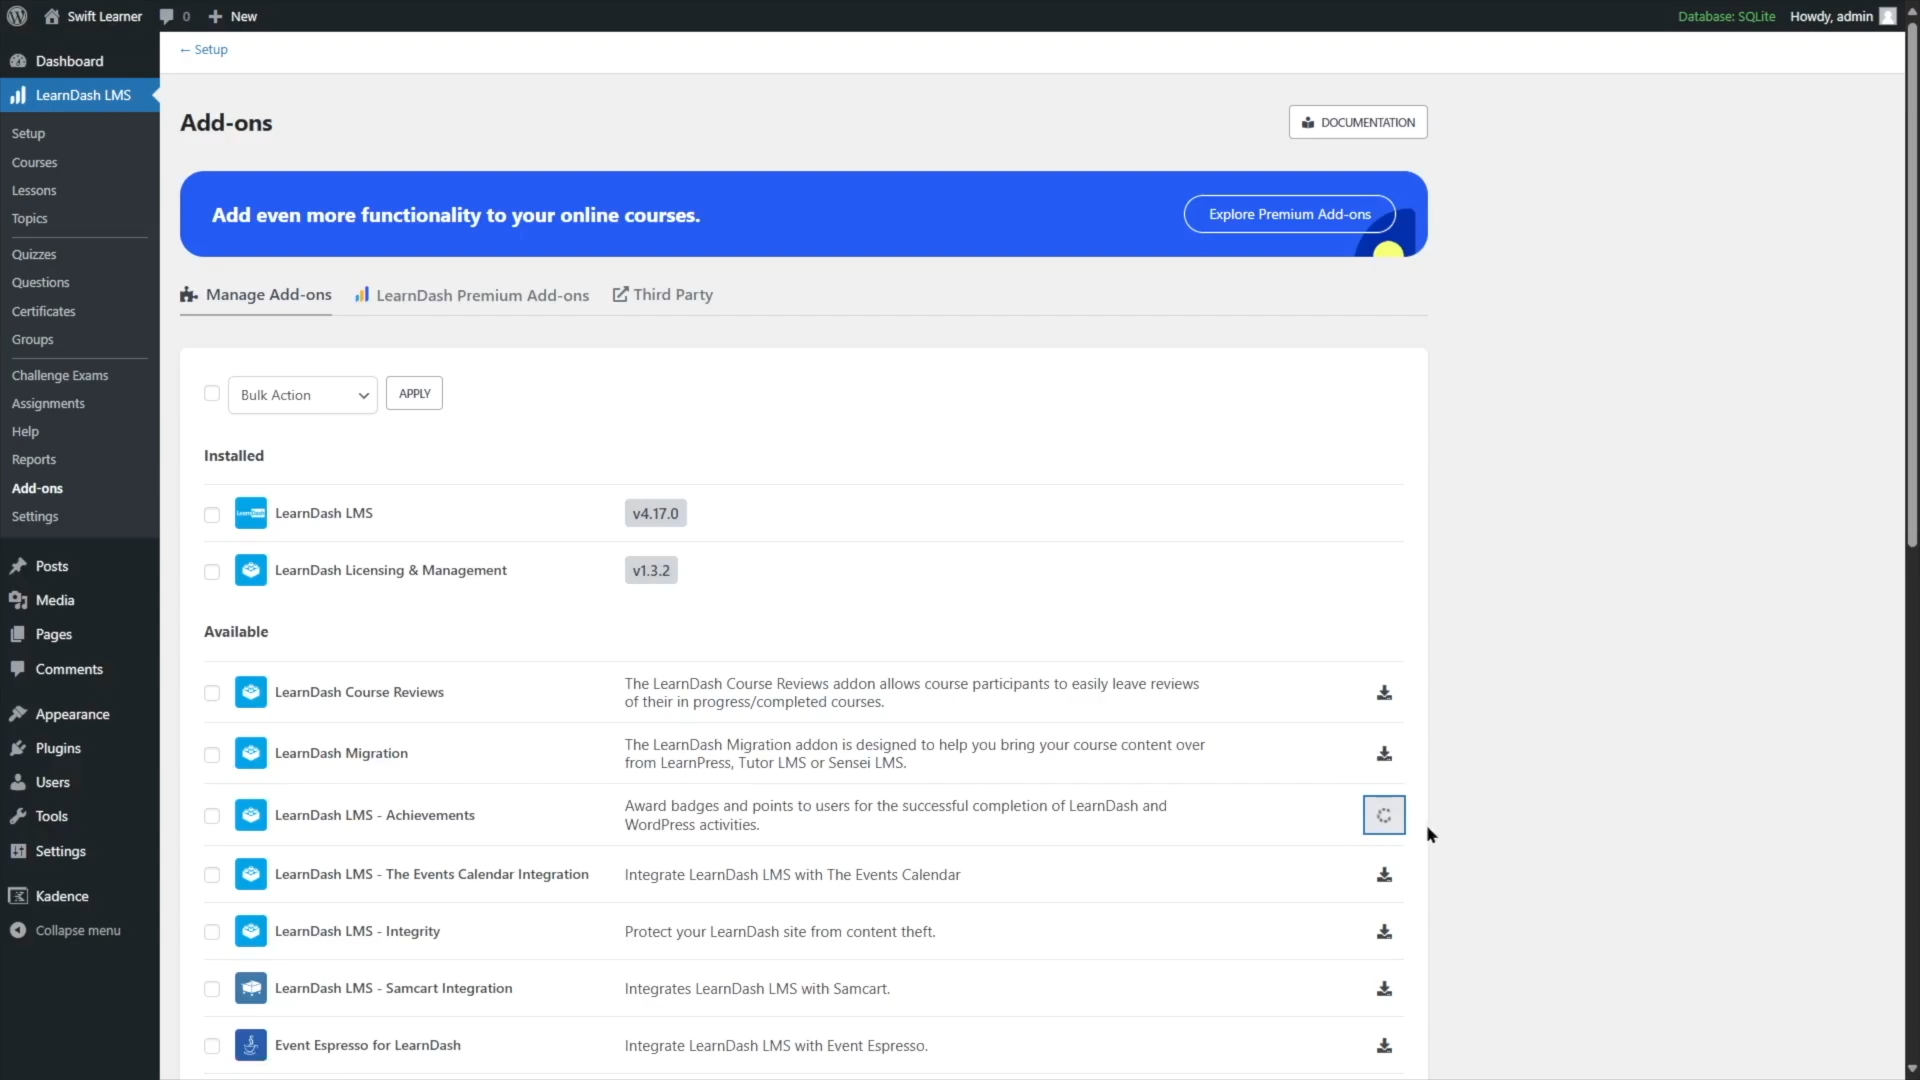 Swift Learner
0
New
Database: SQLite
Howdy, admin
Dashboard
LearnDash LMS
Setup
Courses
Lessons
Topics
Quizzes
Questions
Certificates
Groups
Challenge Exams
Assignments
Help
Reports
Add-ons
Settings
Posts
Media
Pages
Comments
Appearance
Plugins
Users
Tools
Settings
Kadence
Collapse menu
← Setup
Add-ons
DOCUMENTATION
Add even more functionality to your online courses.
Explore Premium Add-ons
Manage Add-ons
LearnDash Premium Add-ons
Third Party
Bulk Action
APPLY
Installed
LearnDash LMS
v4.17.0
LearnDash Licensing & Management
v1.3.2
Available
LearnDash Course Reviews
The LearnDash Course Reviews addon allows course participants to easily leave reviews
of their in progress/completed courses.
LearnDash Migration
The LearnDash Migration addon is designed to help you bring your course content over
from LearnPress, Tutor LMS or Sensei LMS.
LearnDash LMS - Achievements
Award badges and points to users for the successful completion of LearnDash and
WordPress activities.
LearnDash LMS - The Events Calendar Integration
Integrate LearnDash LMS with The Events Calendar
LearnDash LMS - Integrity
Protect your LearnDash site from content theft.
LearnDash LMS - Samcart Integration
Integrates LearnDash LMS with Samcart.
Event Espresso for LearnDash
Integrate LearnDash LMS with Event Espresso.